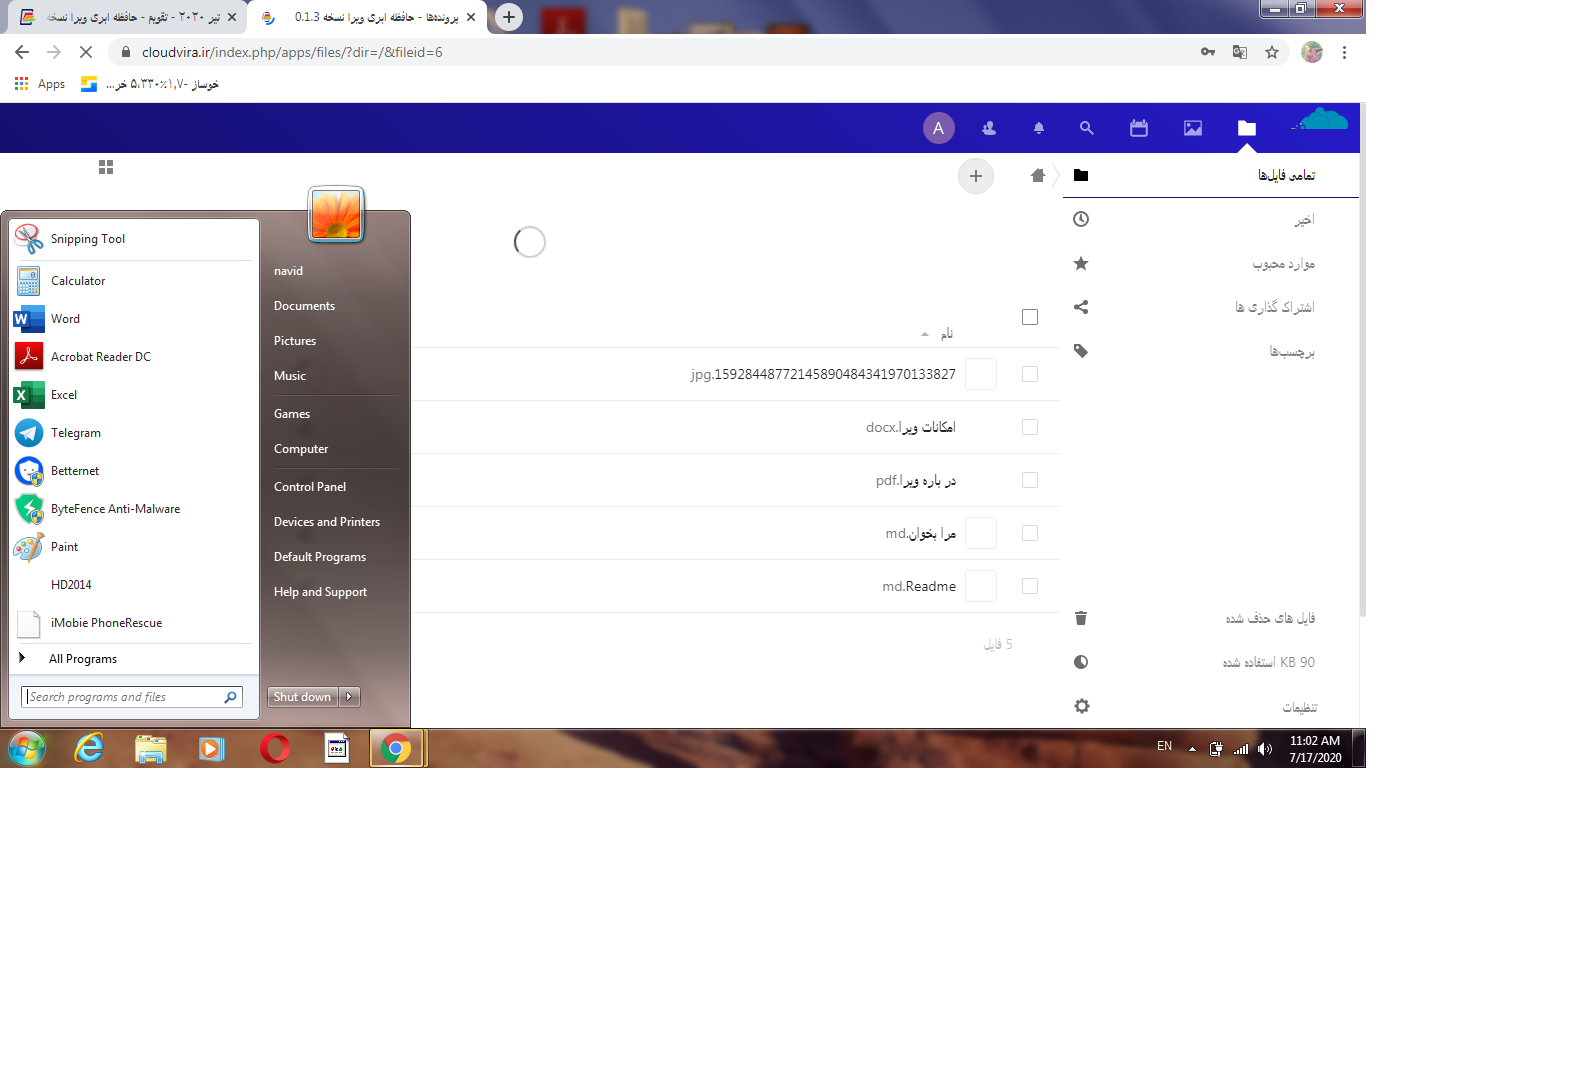 تیر ۲۰۲۰ - تقویم - حافظه ابری ویرا نسخه
پرونده‌ها - حافظه ابری ویرا نسخه 0.1.3
cloudvira.ir/index.php/apps/files/?dir=/&fileid=6
Apps
خوساز -۱,۷٪۵،۳۳۰ خر...
A
تمامی فایل‌ها
اخیر
موارد محبوب
اشتراک گذاری ها
برچسب‌ها
فایل های حذف شده
90 KB استفاده شده
تنظیمات
نام
15928448772145890484341970133827.jpg
امکانات ویرا.docx
در باره ویرا.pdf
مرا بخوان.md
Readme.md
5 فایل
Snipping Tool
Calculator
Word
Acrobat Reader DC
Excel
Telegram
Betternet
ByteFence Anti-Malware
Paint
HD2014
iMobie PhoneRescue
All Programs
Search programs and files
navid
Documents
Pictures
Music
Games
Computer
Control Panel
Devices and Printers
Default Programs
Help and Support
Shut down
EN
11:02 AM
7/17/2020